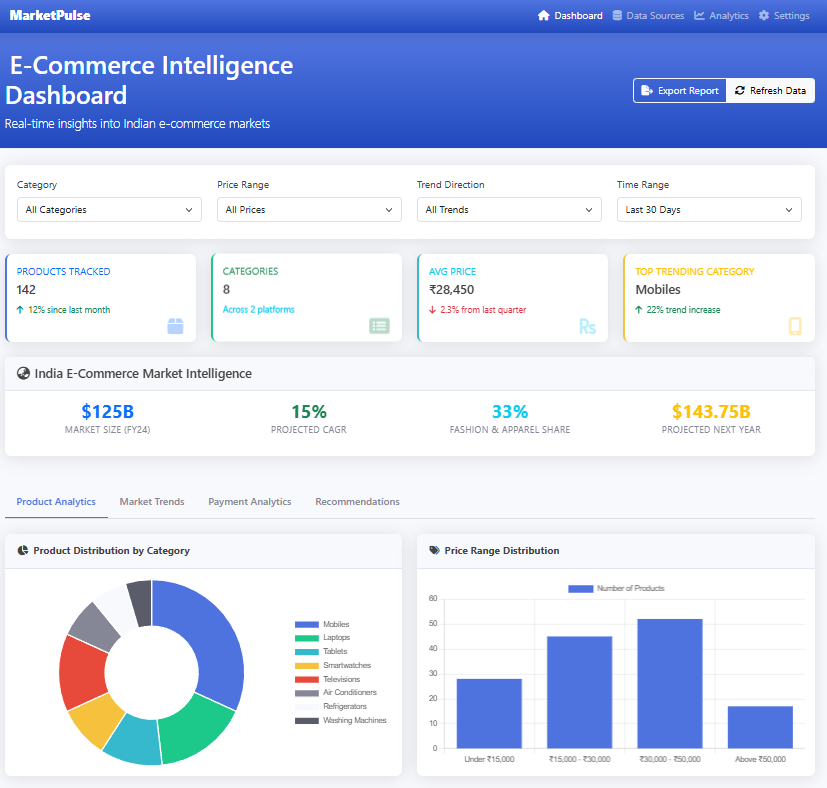 MarketPulse
Dashboard
Data Sources
Analytics
Settings
E-Commerce Intelligence
Dashboard
Real-time insights into Indian e-commerce markets
Export Report
Refresh Data
Category
Price Range
Trend Direction
Time Range
All Categories
All Prices
All Trends
Last 30 Days
PRODUCTS TRACKED
142
12% since last month
CATEGORIES
8
Across 2 platforms
AVG PRICE
₹28,450
2.3% from last quarter
Rs
TOP TRENDING CATEGORY
Mobiles
22% trend increase
India E-Commerce Market Intelligence
$125B
MARKET SIZE (FY24)
15%
PROJECTED CAGR
33%
FASHION & APPAREL SHARE
$143.75B
PROJECTED NEXT YEAR
Product Analytics
Market Trends
Payment Analytics
Recommendations
Product Distribution by Category
Mobiles
Laptops
Tablets
Smartwatches
Televisions
Air Conditioners
Refrigerators
Washing Machines
Price Range Distribution
Number of Products
60
50
40
30
20
10
0
Under ₹15,000
₹15,000 - ₹30,000
₹30,000 - ₹50,000
Above ₹50,000